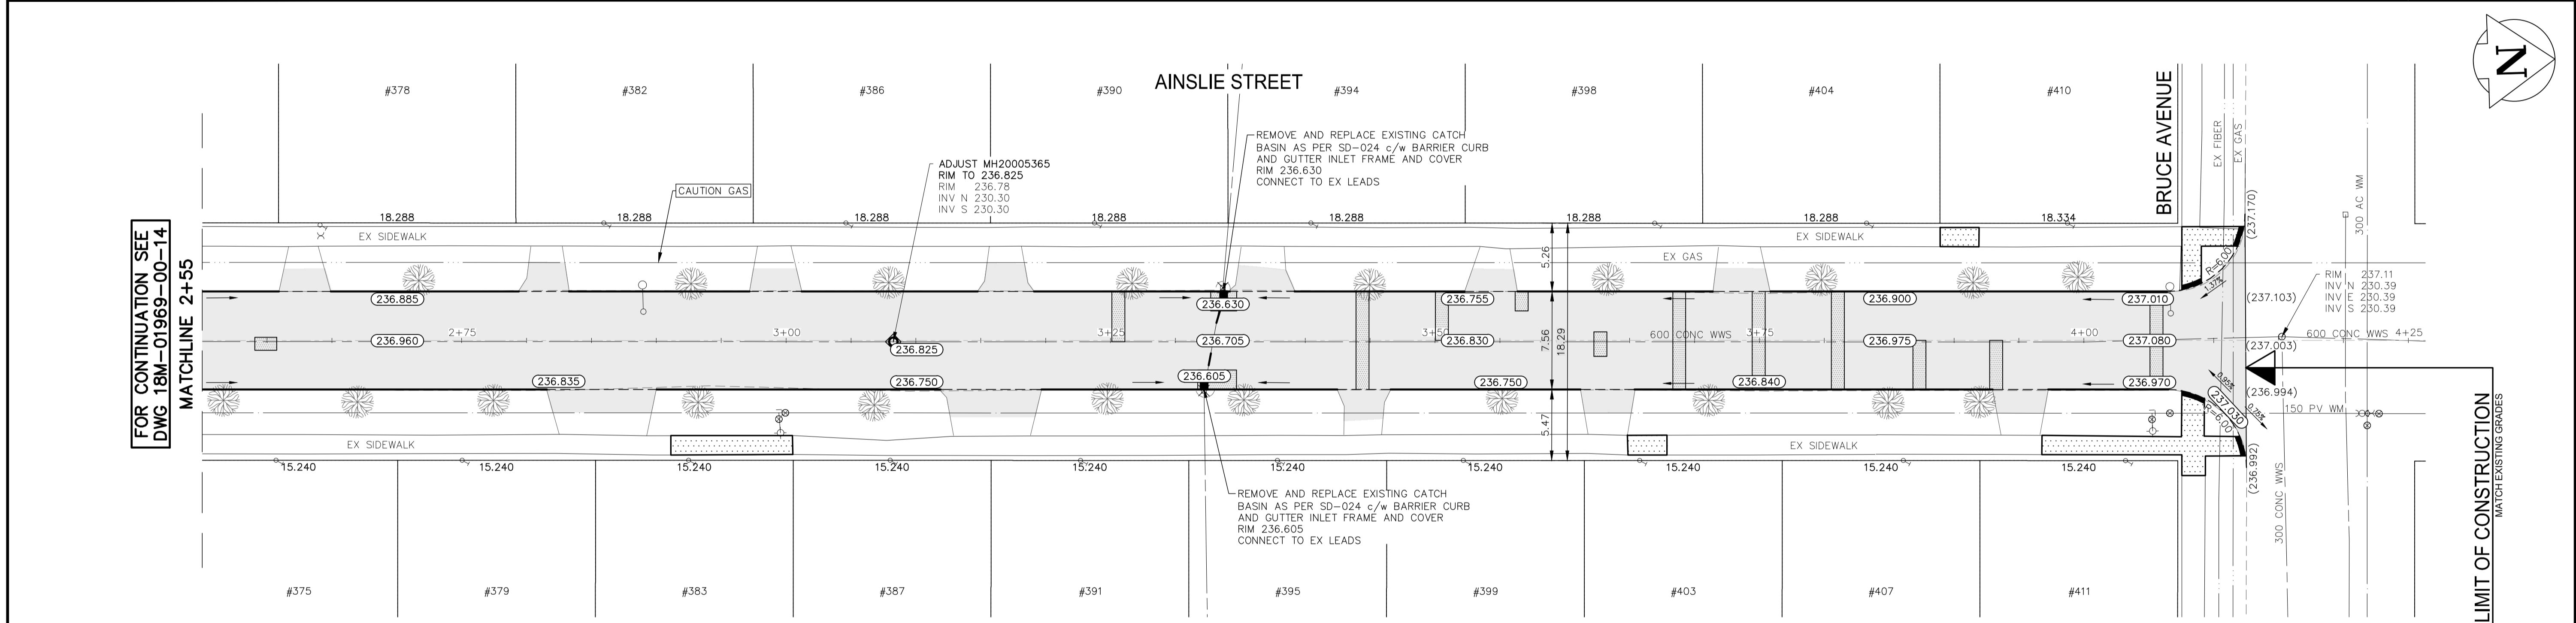 AINSLIE STREET
N
#378
#382
#386
#390
#394
#398
#404
#410
BRUCE AVENUE
EX FIBER
EX GAS
300 AC WM
REMOVE AND REPLACE EXISTING CATCH
BASIN AS PER SD-024 c/w BARRIER CURB
AND GUTTER INLET FRAME AND COVER
RIM 236.630
CONNECT TO EX LEADS
ADJUST MH20005365
RIM TO 236.825
RIM 236.78
INV N 230.30
INV S 230.30
CAUTION GAS
FOR CONTINUATION SEE
DWG 18M-01969-00-14
MATCHLINE 2+55
18.288
18.288
18.288
18.288
18.288
18.288
18.288
18.334
EX SIDEWALK
EX SIDEWALK
EX GAS
5.26
7.56
18.29
5.47
(237.170)
R=6.00
1.37%
RIM 237.11
INV N 230.39
INV E 230.39
INV S 230.39
236.885
236.630
236.755
236.900
237.010
(237.103)
2+75
3+00
3+25
3+50
600 CONC WWS
3+75
4+00
600 CONC WWS
4+25
236.960
236.825
236.705
236.830
236.975
237.080
(237.003)
236.835
236.750
236.605
236.750
236.840
236.970
0.95%
(236.994)
237.030
0.75%
R=6.00
150 PV WM
EX SIDEWALK
EX SIDEWALK
(236.992)
15.240
15.240
15.240
15.240
15.240
15.240
15.240
15.240
15.240
15.240
300 CONC WWS
REMOVE AND REPLACE EXISTING CATCH
BASIN AS PER SD-024 c/w BARRIER CURB
AND GUTTER INLET FRAME AND COVER
RIM 236.605
CONNECT TO EX LEADS
LIMIT OF CONSTRUCTION
MATCH EXISTING GRADES
#375
#379
#383
#387
#391
#395
#399
#403
#407
#411